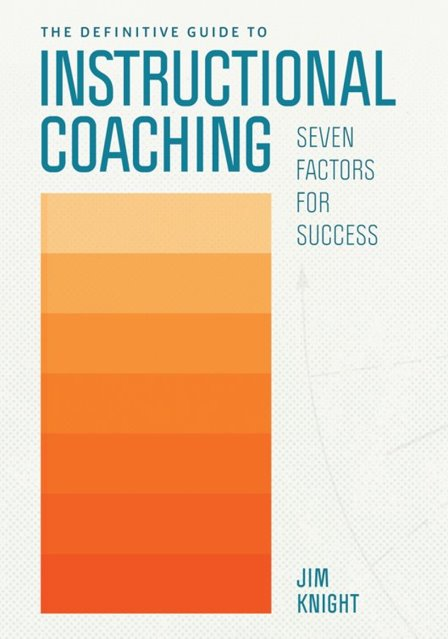 THE DEFINITIVE GUIDE TO
INSTRUCTIONAL
COACHING
SEVEN
FACTORS
FOR
SUCCESS
JIM
KNIGHT